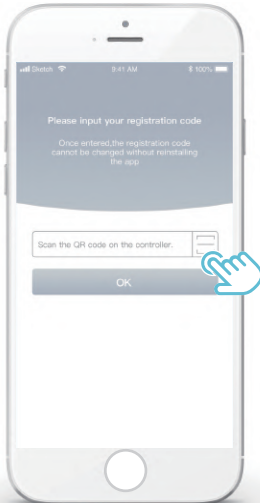 Sketch 9:41 AM 100%
Please input your registration code
Once entered,the registration code
cannot be changed without reinstalling
the app
Scan the QR code on the controller.
OK